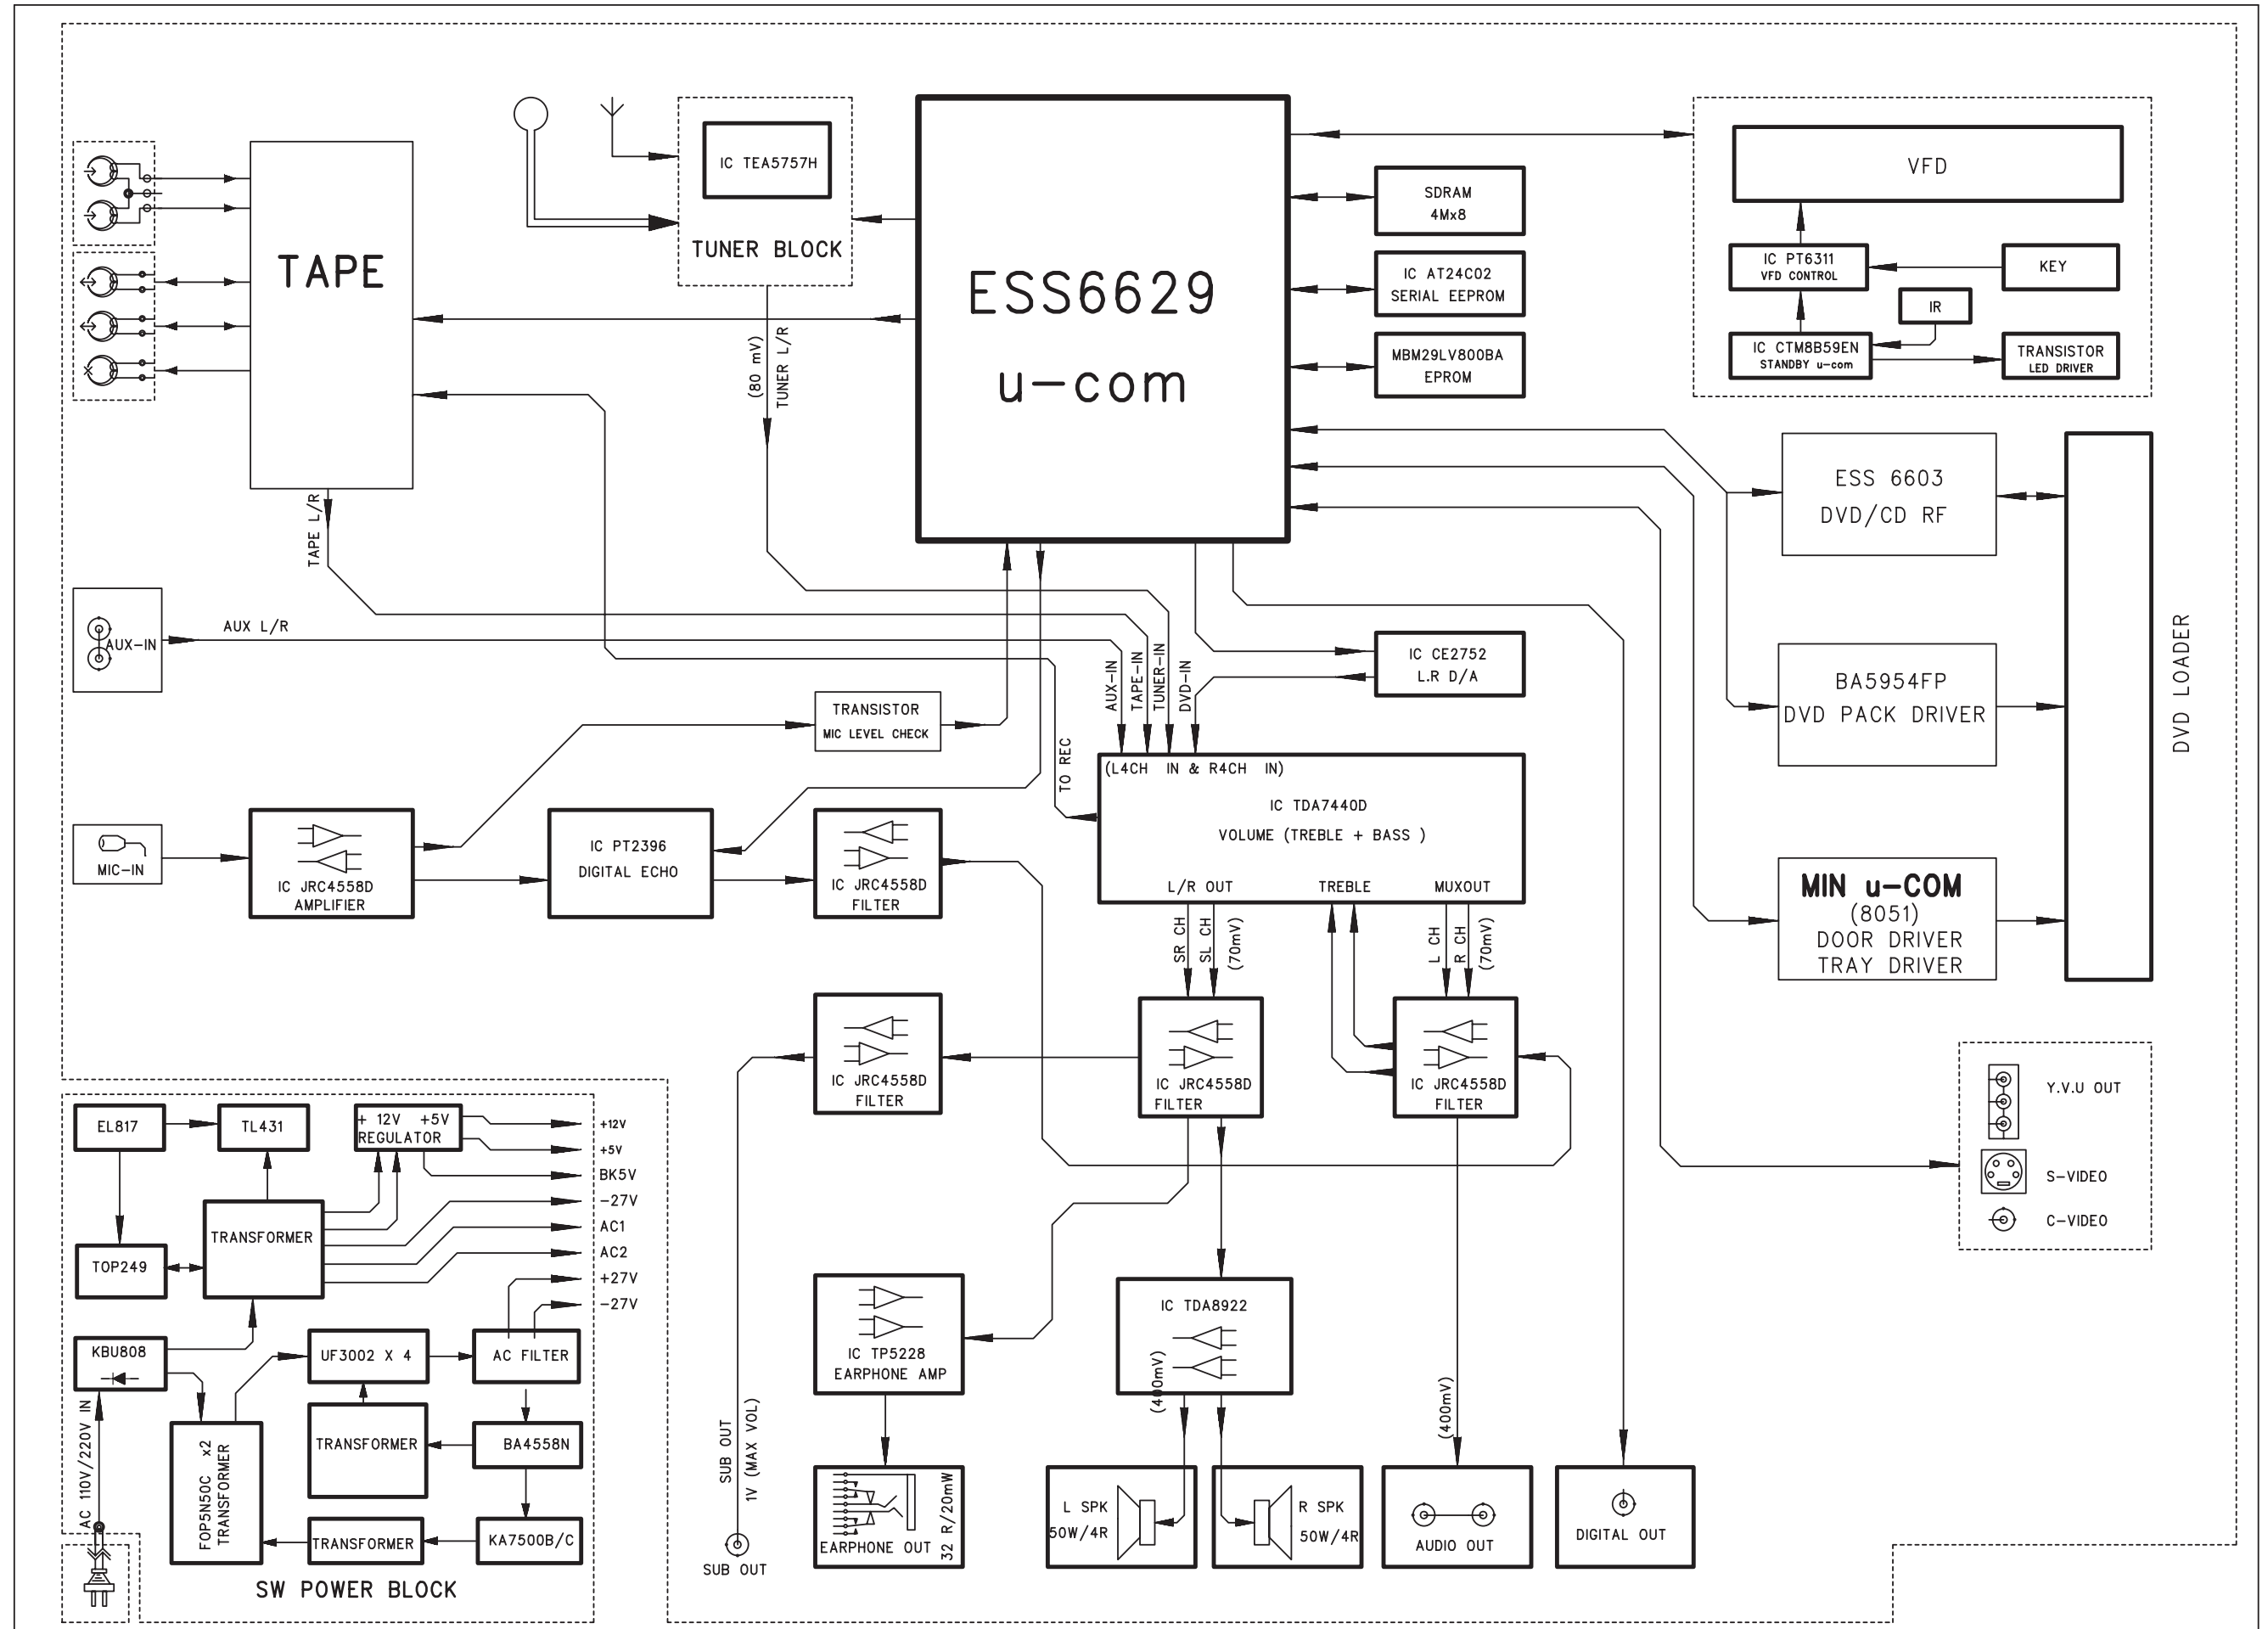 IC TEA5757H
TUNER BLOCK
TAPE
ESS6629
u-com
SDRAM
4Mx8
IC AT24C02
SERIAL EEPROM
MBM29LV800BA
EPROM
VFD
IC PT6311
VFD CONTROL
KEY
IR
IC CTM8B59EN
STANDBY u-com
TRANSISTOR
LED DRIVER
(80 mV)
TUNER L/R
TAPE L/R
ESS 6603
DVD/CD RF
BA5954FP
DVD PACK DRIVER
MIN u-COM
(8051)
DOOR DRIVER
TRAY DRIVER
DVD LOADER
AUX-IN
AUX L/R
IC CE2752
L.R D/A
AUX-IN
TAPE-IN
TUNER-IN
DVD-IN
TRANSISTOR
MIC LEVEL CHECK
TO REC
(L4CH IN & R4CH IN)
IC TDA7440D
VOLUME (TREBLE + BASS )
L/R OUT
TREBLE
MUXOUT
MIC-IN
IC JRC4558D
AMPLIFIER
IC PT2396
DIGITAL ECHO
IC JRC4558D
FILTER
SR CH
SL CH
(70mV)
L CH
R CH
(70mV)
IC JRC4558D
FILTER
IC JRC4558D
FILTER
IC JRC4558D
FILTER
Y.V.U OUT
S-VIDEO
C-VIDEO
EL817
TL431
+ 12V +5V
REGULATOR
+12V
+5V
BK5V
-27V
AC1
AC2
+27V
-27V
TRANSFORMER
TOP249
KBU808
UF3002 X 4
AC FILTER
AC 110V/220V IN
FOP5N50C x2
TRANSFORMER
TRANSFORMER
BA4558N
TRANSFORMER
KA7500B/C
SW POWER BLOCK
SUB OUT
1V (MAX VOL)
SUB OUT
IC TP5228
EARPHONE AMP
EARPHONE OUT
32 R/20mW
IC TDA8922
(400mV)
(400mV)
L SPK
50W/4R
R SPK
50W/4R
AUDIO OUT
DIGITAL OUT